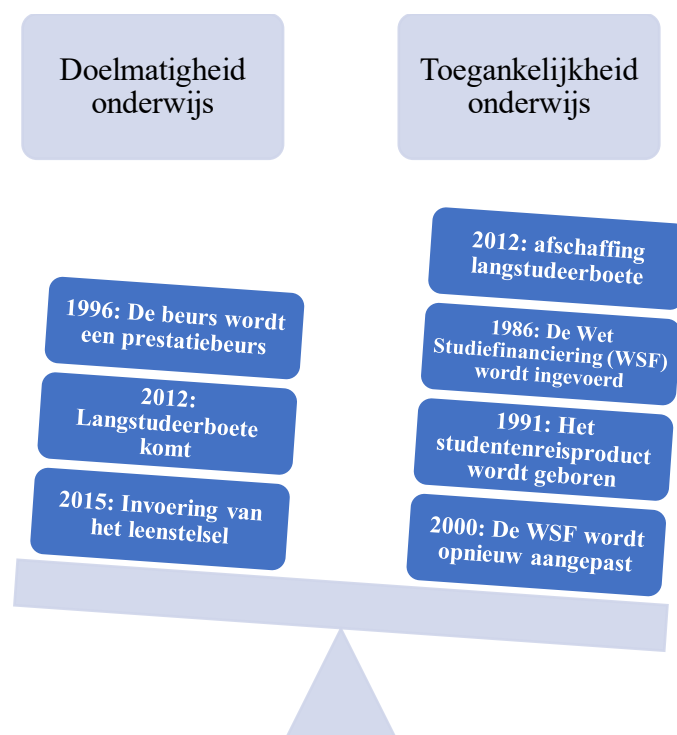 Doelmatigheid
onderwijs
Toegankelijkheid
onderwijs
1996: De beurs wordt
een prestatiebeurs
2012:
Langstudeerboete
komt
2015: Invoering van
het leenstelsel
2012: afschaffing
langstudeerboete
1986: De Wet
Studiefinanciering (WSF)
wordt ingevoerd
1991: Het
studentenreisproduct
wordt geboren
2000: De WSF wordt
opnieuw aangepast